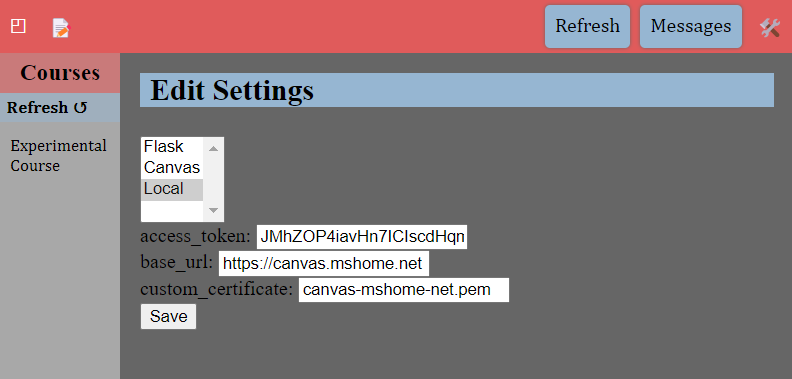 Refresh Messages
Courses
Refresh ↺
Experimental
Course
Edit Settings
Flask
Canvas
Local
access_token: JMhZOP4iavHn7ICIscdHqn
base_url: https://canvas.mshome.net
custom_certificate: canvas-mshome-net.pem
Save